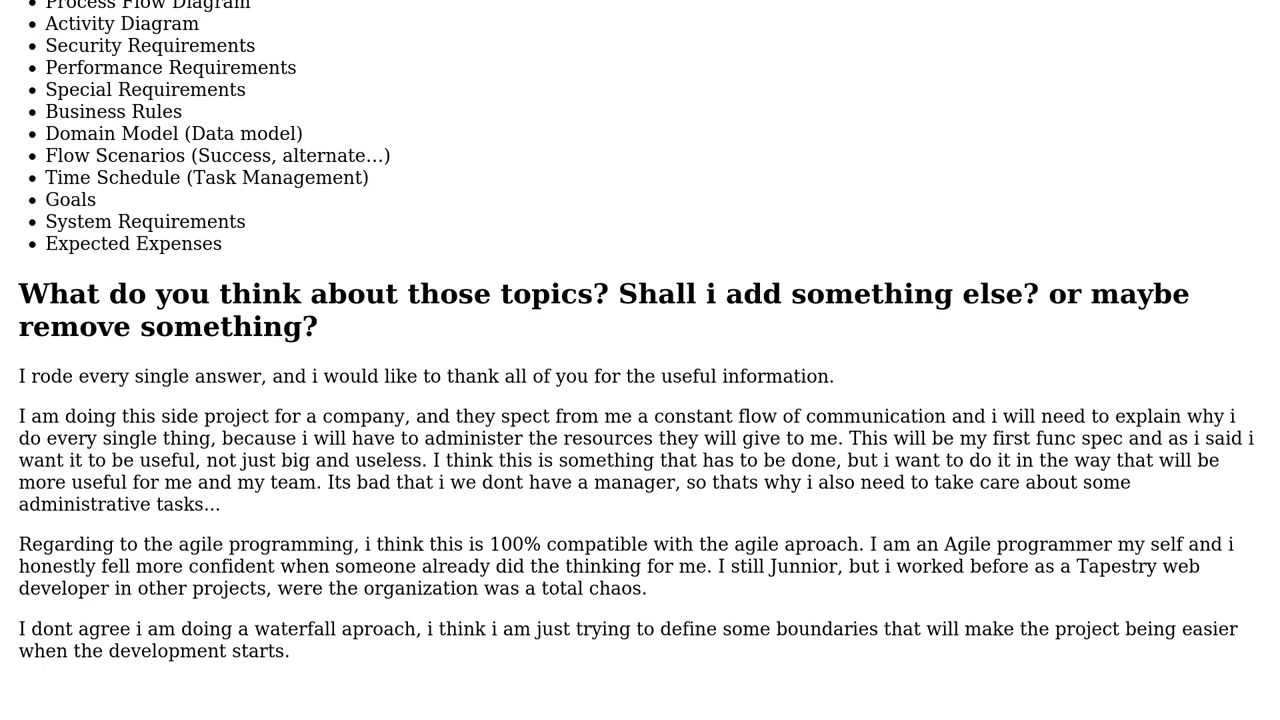 Process Flow Diagram
Activity Diagram
Security Requirements
Performance Requirements
Special Requirements
Business Rules
Domain Model (Data model)
Flow Scenarios (Success, alternate…)
Time Schedule (Task Management)
Goals
System Requirements
Expected Expenses
What do you think about those topics? Shall i add something else? or maybe
remove something?
I rode every single answer, and i would like to thank all of you for the useful information.
I am doing this side project for a company, and they spect from me a constant flow of communication and i will need to explain why i
do every single thing, because i will have to administer the resources they will give to me. This will be my first func spec and as i said i
want it to be useful, not just big and useless. I think this is something that has to be done, but i want to do it in the way that will be
more useful for me and my team. Its bad that i we dont have a manager, so thats why i also need to take care about some
administrative tasks...
Regarding to the agile programming, i think this is 100% compatible with the agile aproach. I am an Agile programmer my self and i
honestly fell more confident when someone already did the thinking for me. I still Junnior, but i worked before as a Tapestry web
developer in other projects, were the organization was a total chaos.
I dont agree i am doing a waterfall aproach, i think i am just trying to define some boundaries that will make the project being easier
when the development starts.